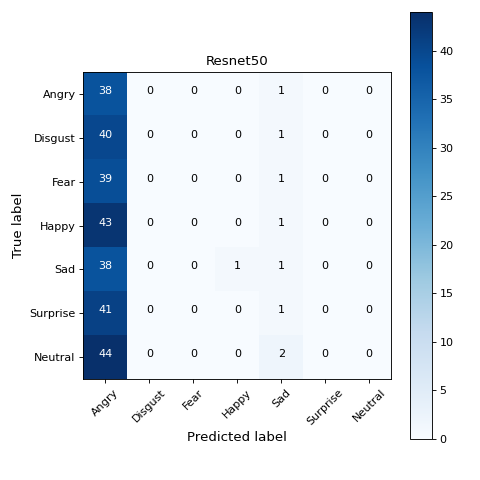 Resnet50
True label
Angry 38 0 0 0 1 0 0
Disgust 40 0 0 0 1 0 0
Fear 39 0 0 0 1 0 0
Happy 43 0 0 0 1 0 0
Sad 38 0 0 1 1 0 0
Surprise 41 0 0 0 1 0 0
Neutral 44 0 0 0 2 0 0
Angry Disgust Fear Happy Sad Surprise Neutral
Predicted label
40
35
30
25
20
15
10
5
0